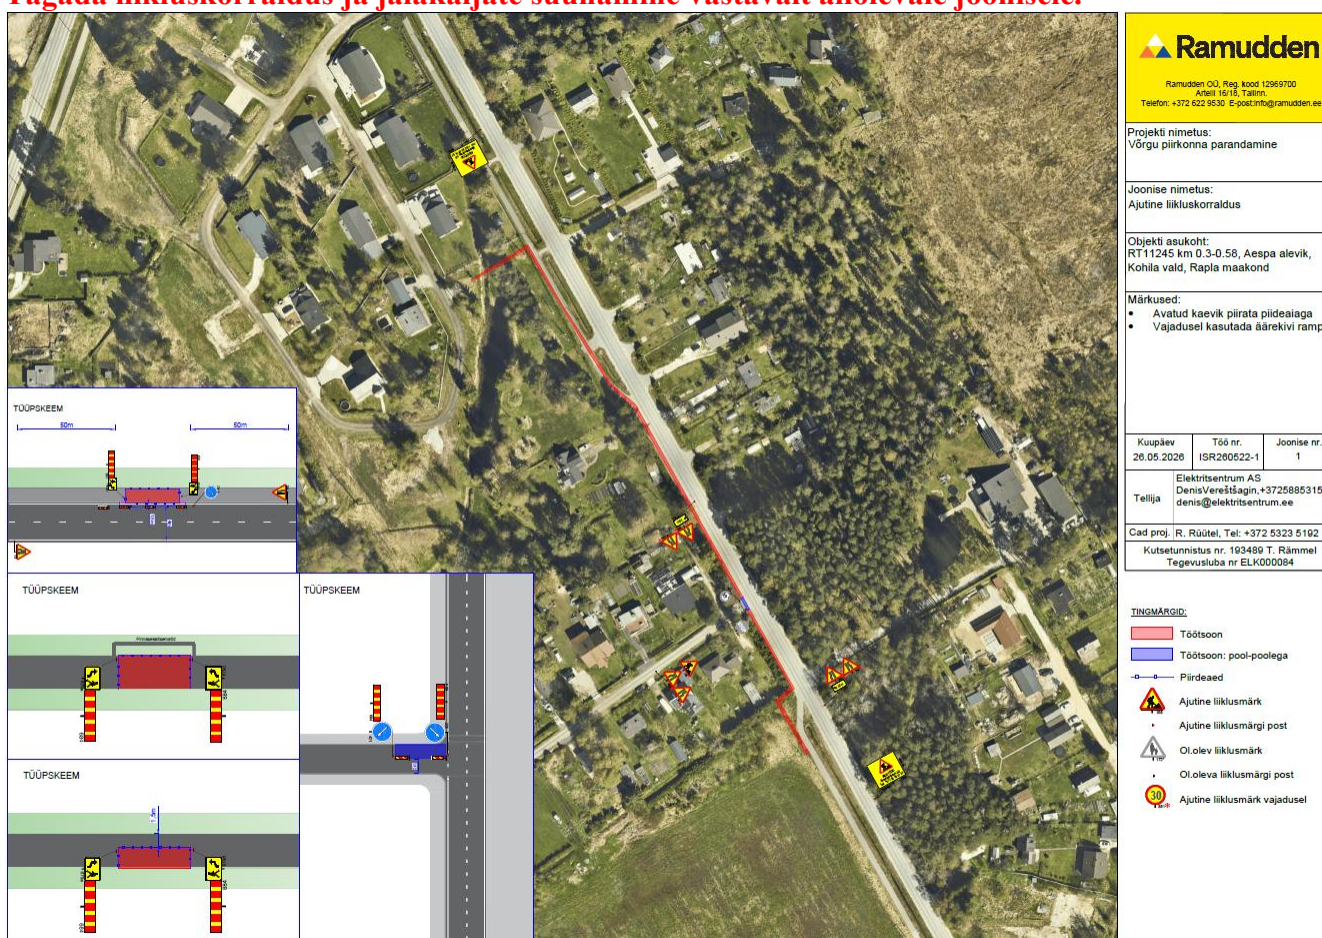 Tagada liikluskorraldus ja jalakäijate suunamine vastavalt allolevale joonisele.
Ramudden
Ramudden OÜ, Reg. kood 12969700
Artelli 16/18, Tallinn.
Telefon: +372 622 9530 E-post:info@ramudden.ee
Projekti nimetus:
Võrgu piirkonna parandamine
Joonise nimetus:
Ajutine liikluskorraldus
Objekti asukoht:
RT11245 km 0.3-0.58, Aespa alevik,
Kohila vald, Rapla maakond
Märkused:
• Avatud kaevik piirata piideaiaga
• Vajadusel kasutada äärekivi ramp
Kuupäev Töö nr. Joonise nr.
26.05.2026 ISR260522-1 1
Tellija
Elektritsentrum AS
DenisVereštšagin,+3725885315
denis@elektritsentrum.ee
Cad proj. R. Rüütel, Tel: +372 5323 5192
Kutsetunnistus nr. 193489 T. Rämmel
Tegevusluba nr ELK000084
TINGMÄRGID:
Töötsoon
Töötsoon: pool-poolega
Piirdeaed
Ajutine liiklusmärk
Ajutine liiklusmärgi post
Ol.olev liiklusmärk
Ol.oleva liiklusmärgi post
30
Ajutine liiklusmärk vajadusel
TÜÜPSKEEM
50m 50m
TÜÜPSKEEM
TÜÜPSKEEM
TÜÜPSKEEM
1.5m